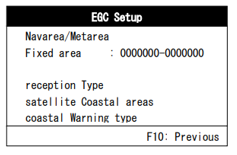 EGC Setup
Navarea/Metarea
Fixed area : 0000000-0000000
reception Type
satellite Coastal areas
coastal Warning type
F10: Previous